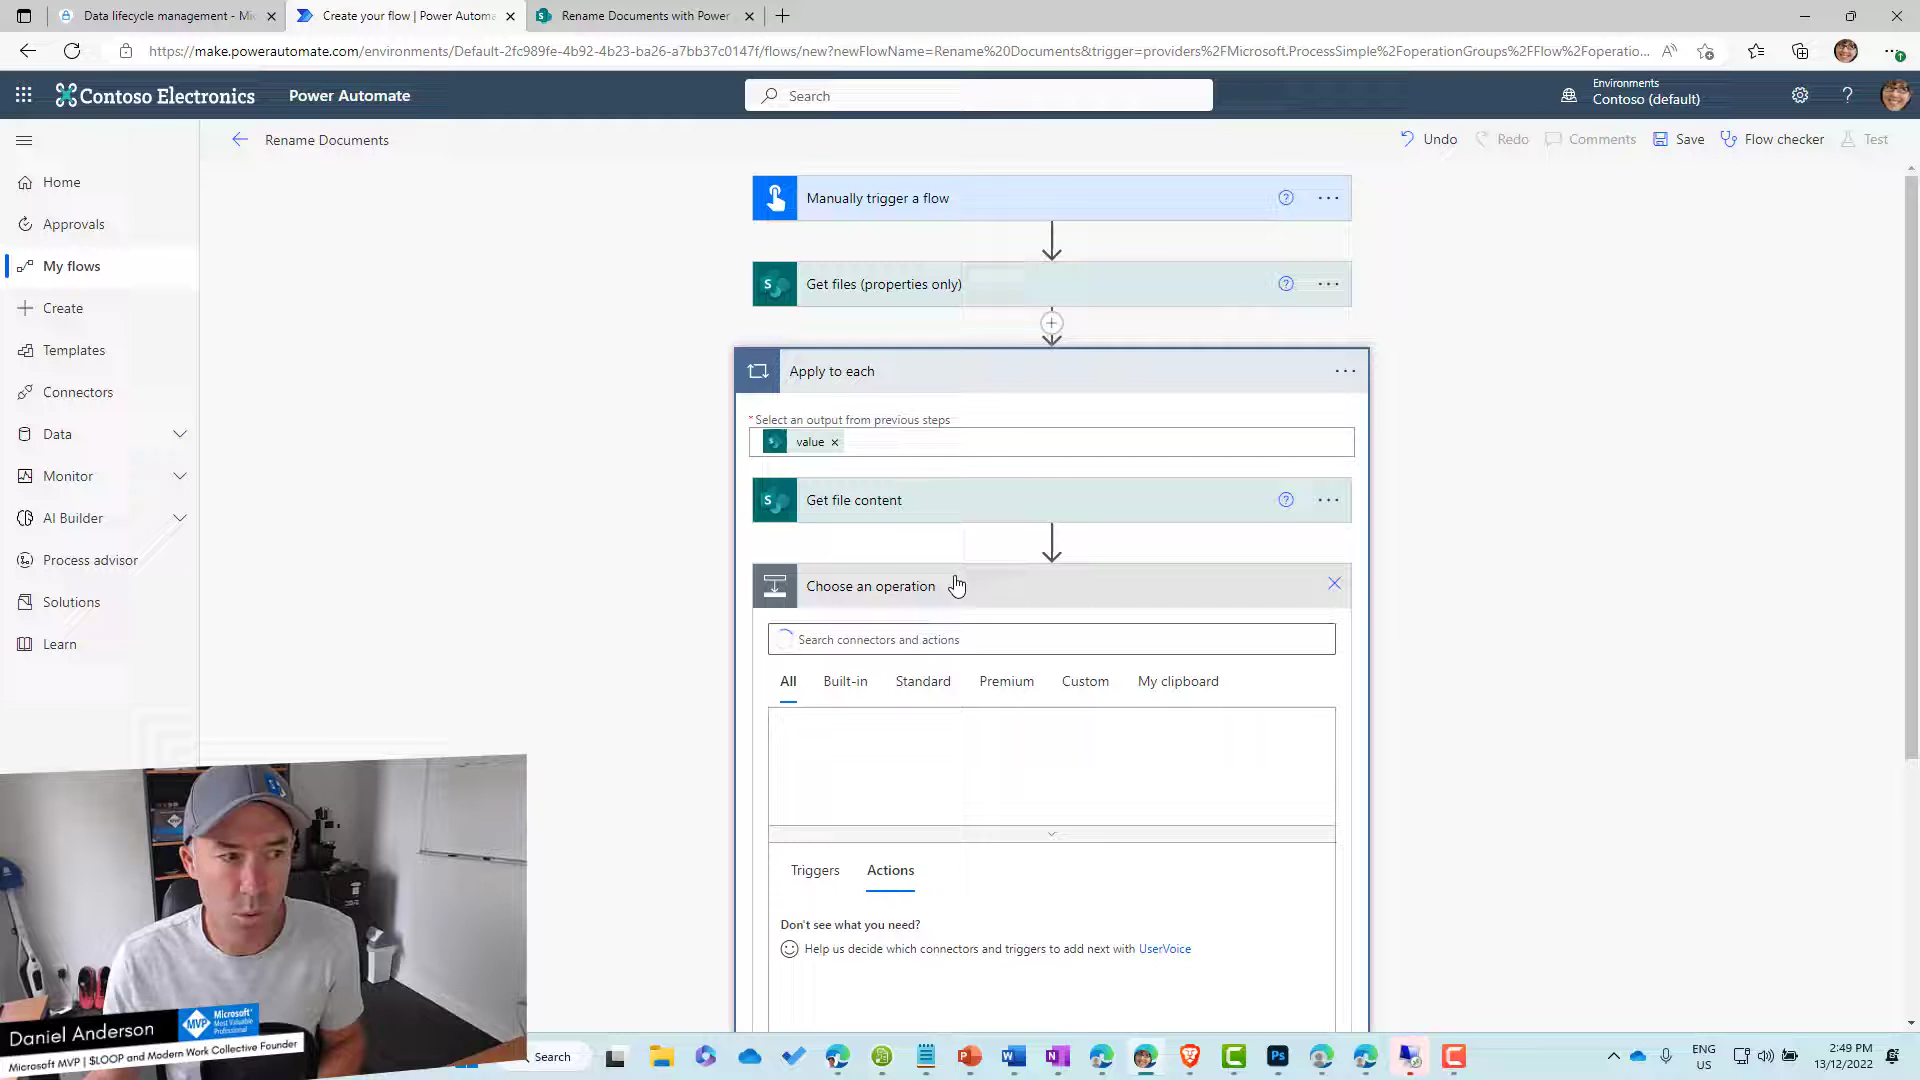 Data lifecycle management - Mi
Create your flow | Power Automa
Rename Documents with Power
https://make.powerautomate.com/environments/Default-2fc989fe-4b92-4b23-ba26-a7bb37c0147f/flows/new?newFlowName=Rename%20Documents&trigger=providers%2FMicrosoft.ProcessSimple%2FoperationGroups%2FFlow%2Foperatio...
Contoso Electronics
Power Automate
Search
Environments
Contoso (default)
Rename Documents
Undo
Redo
Comments
Save
Flow checker
Test
Home
Approvals
My flows
Create
Templates
Connectors
Data
Monitor
AI Builder
Process advisor
Solutions
Learn
Manually trigger a flow
Get files (properties only)
Apply to each
* Select an output from previous steps
value
Get file content
Choose an operation
Search connectors and actions
All
Built-in
Standard
Premium
Custom
My clipboard
Triggers
Actions
Don't see what you need?
Help us decide which connectors and triggers to add next with UserVoice
Daniel Anderson
MVP
Microsoft
Most Valuable
Professional
Microsoft MVP | $LOOP and Modern Work Collective Founder
Search
ENG
US
2:49 PM
13/12/2022